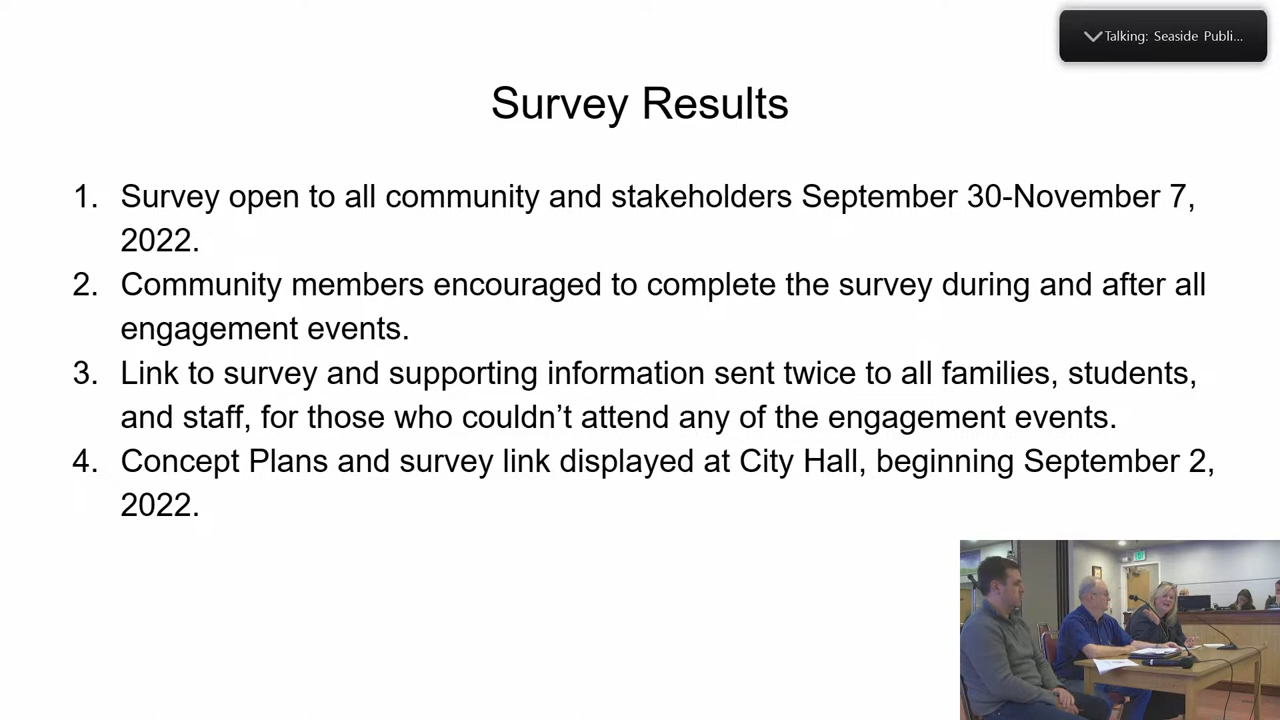 Talking: Seaside Publi...
Survey Results
1. Survey open to all community and stakeholders September 30-November 7,
2022.
2. Community members encouraged to complete the survey during and after all
engagement events.
3. Link to survey and supporting information sent twice to all families, students,
and staff, for those who couldn’t attend any of the engagement events.
4. Concept Plans and survey link displayed at City Hall, beginning September 2,
2022.